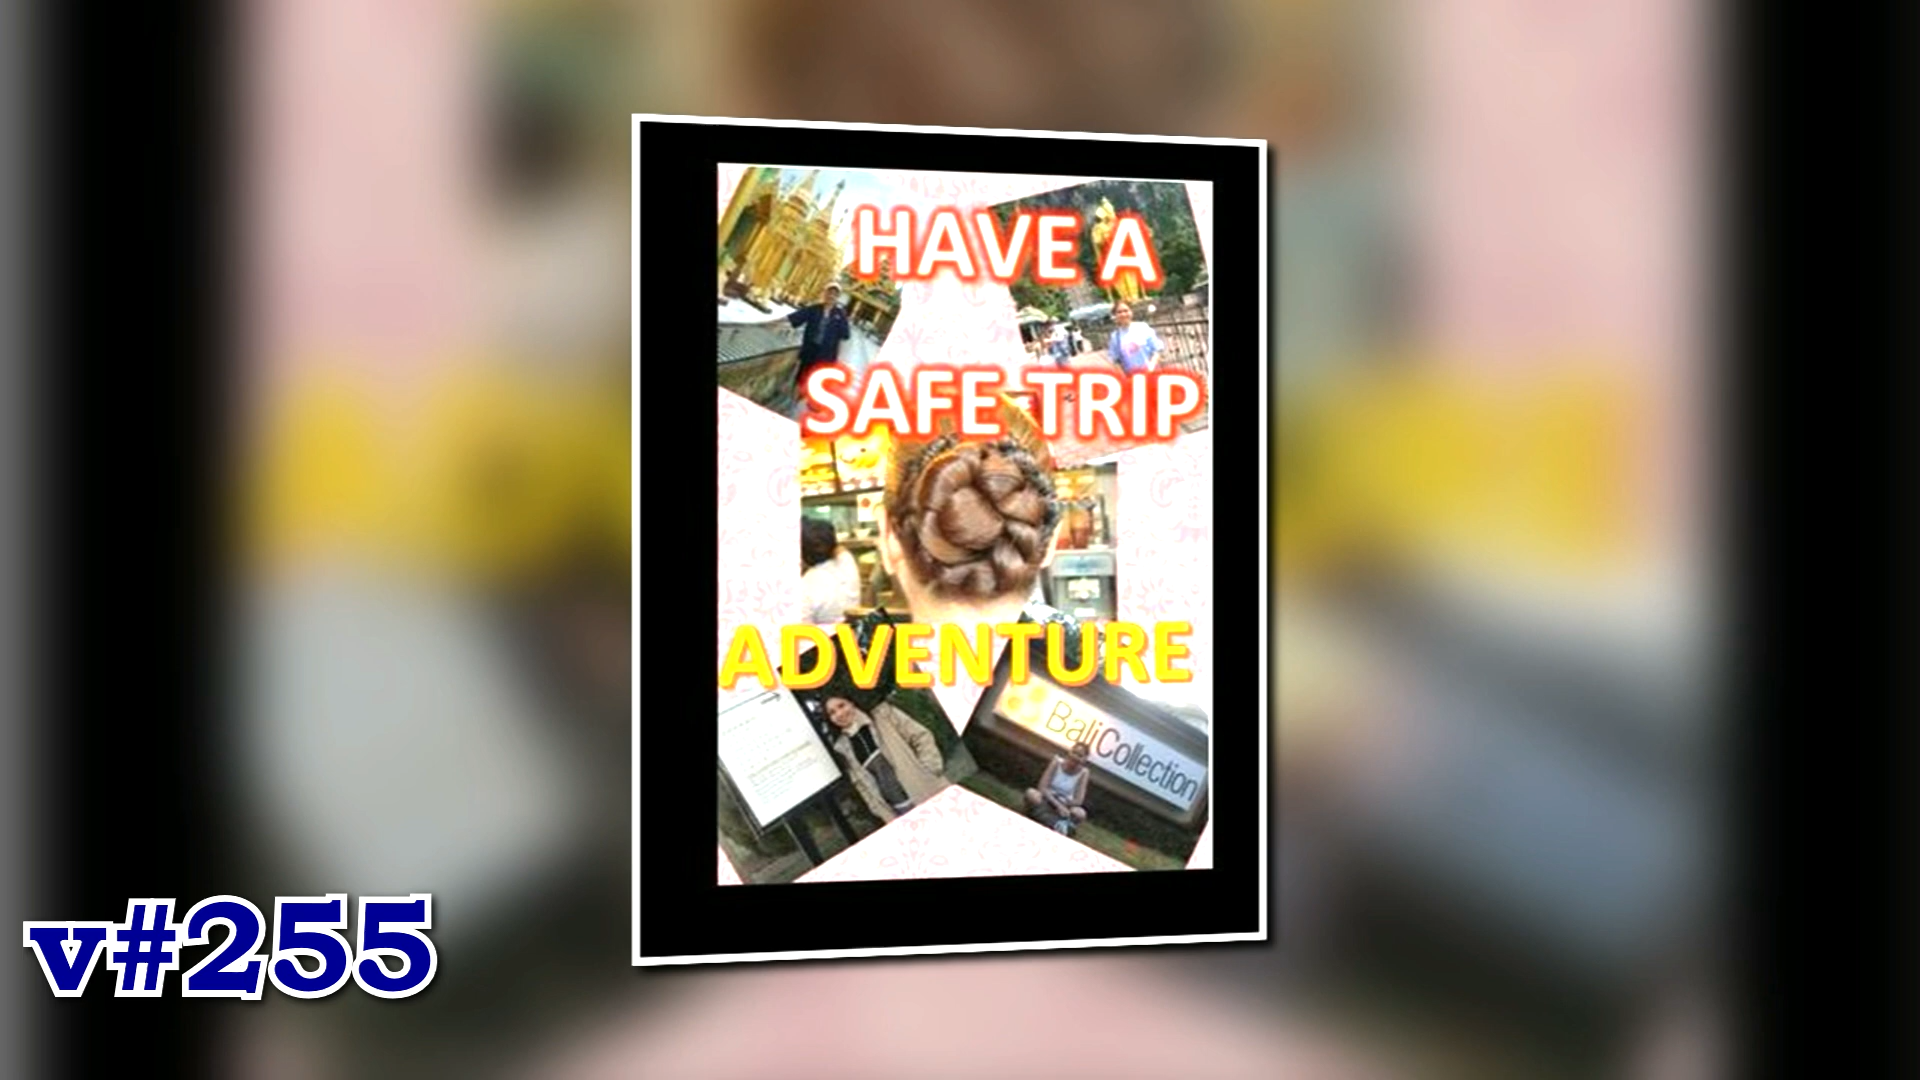 HAVE A
SAFE TRIP
ADVENTURE
BaliCollection
v#255